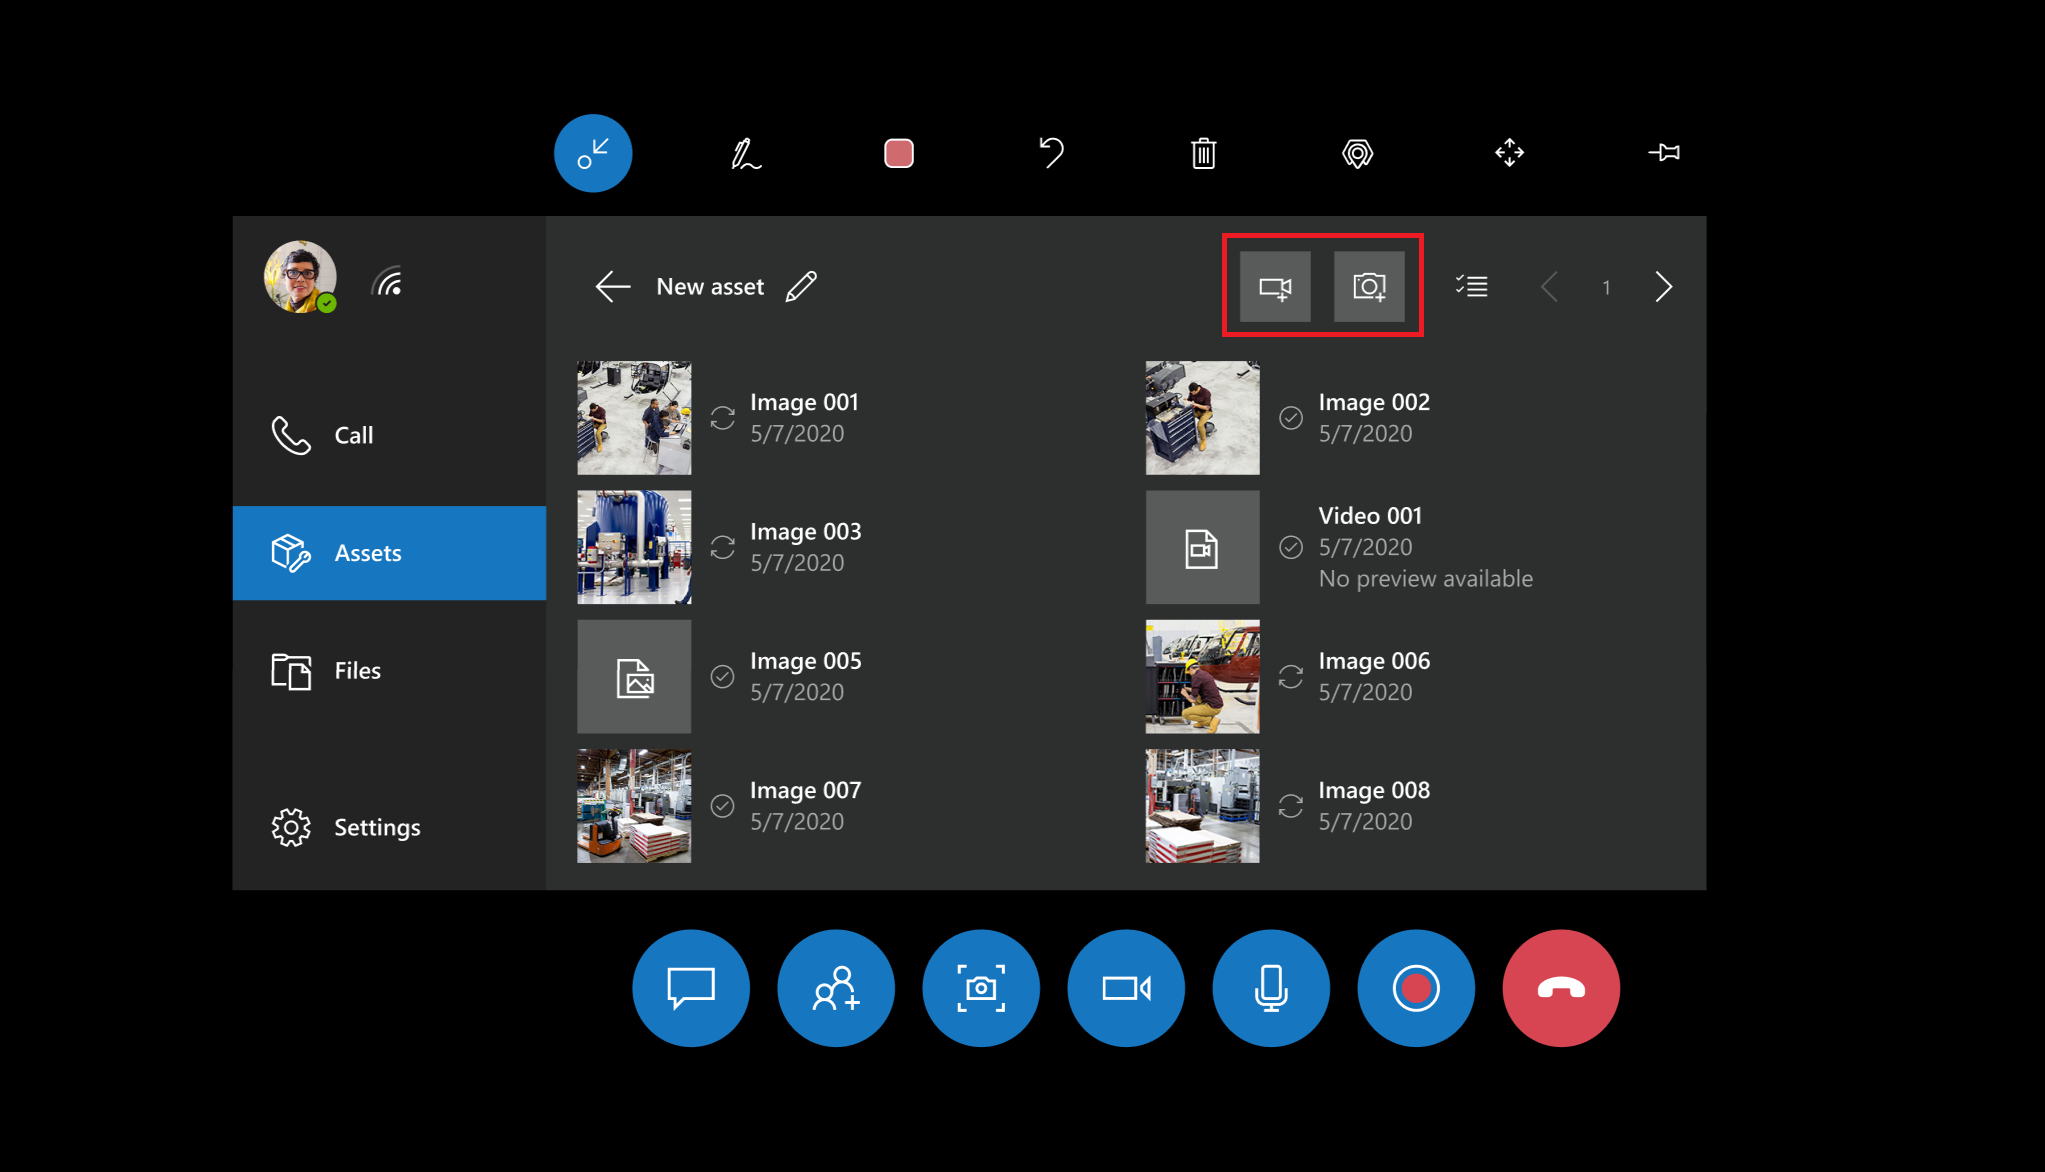 New asset
1
Call
Assets
Files
Settings
Image 001
5/7/2020
Image 002
5/7/2020
Image 003
5/7/2020
Video 001
5/7/2020
No preview available
Image 005
5/7/2020
Image 006
5/7/2020
Image 007
5/7/2020
Image 008
5/7/2020